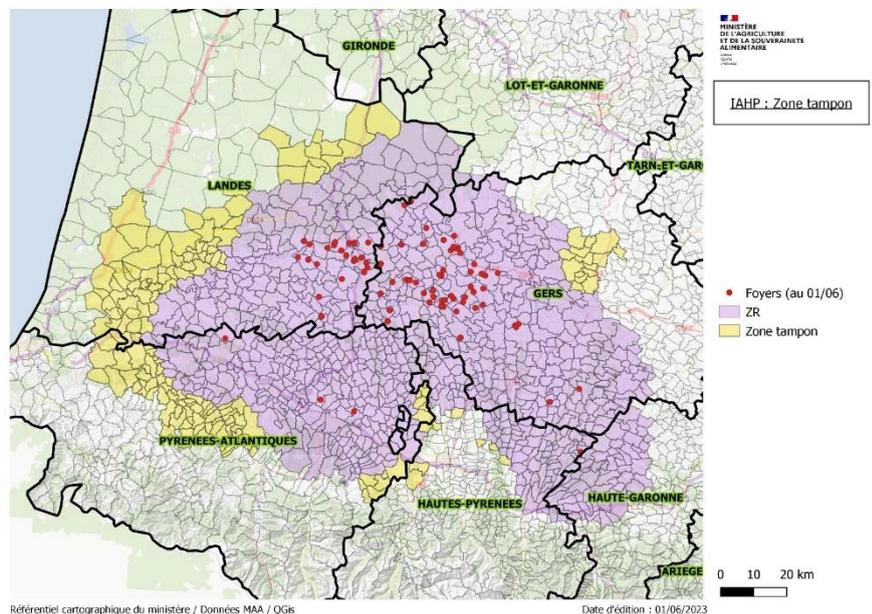 GIRONDE
LOT-ET-GARONNE
TARN-ET-GAR
LANDES
GERS
PYRENEES-ATLANTIQUES
HAUTES-PYRENEES
HAUTE-GARONNE
ARIEGE
MINISTÈRE
DE L'AGRICULTURE
ET DE LA SOUVERAINETÉ
ALIMENTAIRE
IAHP : Zone tampon
Foyers (au 01/06)
ZR
Zone tampon
0 10 20 km
Référentiel cartographique du ministère / Données MAA / QGis
Date d'édition : 01/06/2023